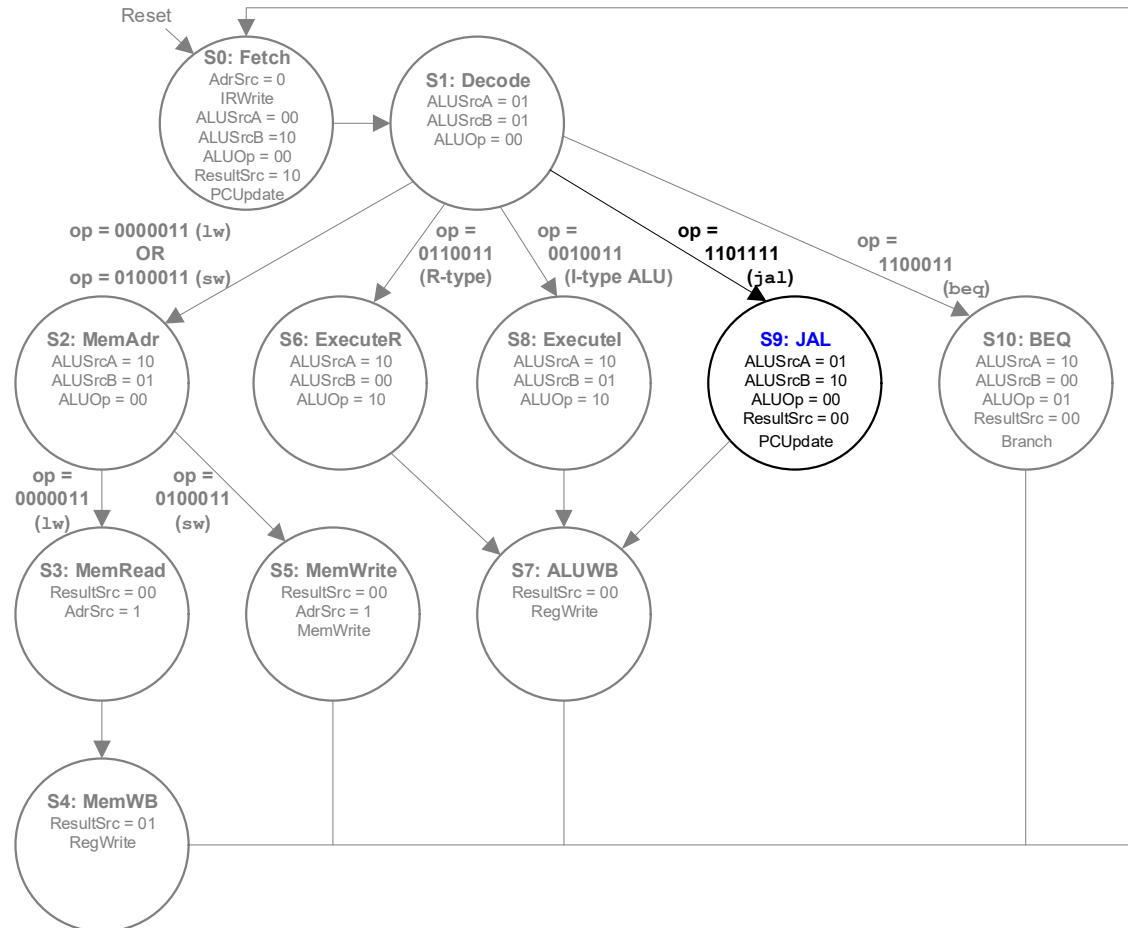 Reset
S0: Fetch
AdrSrc = 0
IRWrite
ALUSrcA = 00
ALUSrcB =10
ALUOp = 00
ResultSrc = 10
PCUpdate
S1: Decode
ALUSrcA = 01
ALUSrcB = 01
ALUOp = 00
op = 0000011 (lw)
OR
op = 0100011 (sw)
op =
0110011
(R-type)
op =
0010011
(I-type ALU)
op =
1101111
(jal)
op =
1100011
(beq)
S2: MemAdr
ALUSrcA = 10
ALUSrcB = 01
ALUOp = 00
S6: ExecuteR
ALUSrcA = 10
ALUSrcB = 00
ALUOp = 10
S8: ExecuteI
ALUSrcA = 10
ALUSrcB = 01
ALUOp = 10
S9: JAL
ALUSrcA = 01
ALUSrcB = 10
ALUOp = 00
ResultSrc = 00
PCUpdate
S10: BEQ
ALUSrcA = 10
ALUSrcB = 00
ALUOp = 01
ResultSrc = 00
Branch
op =
0000011
(lw)
op =
0100011
(sw)
S3: MemRead
ResultSrc = 00
AdrSrc = 1
S5: MemWrite
ResultSrc = 00
AdrSrc = 1
MemWrite
S7: ALUWB
ResultSrc = 00
RegWrite
S4: MemWB
ResultSrc = 01
RegWrite